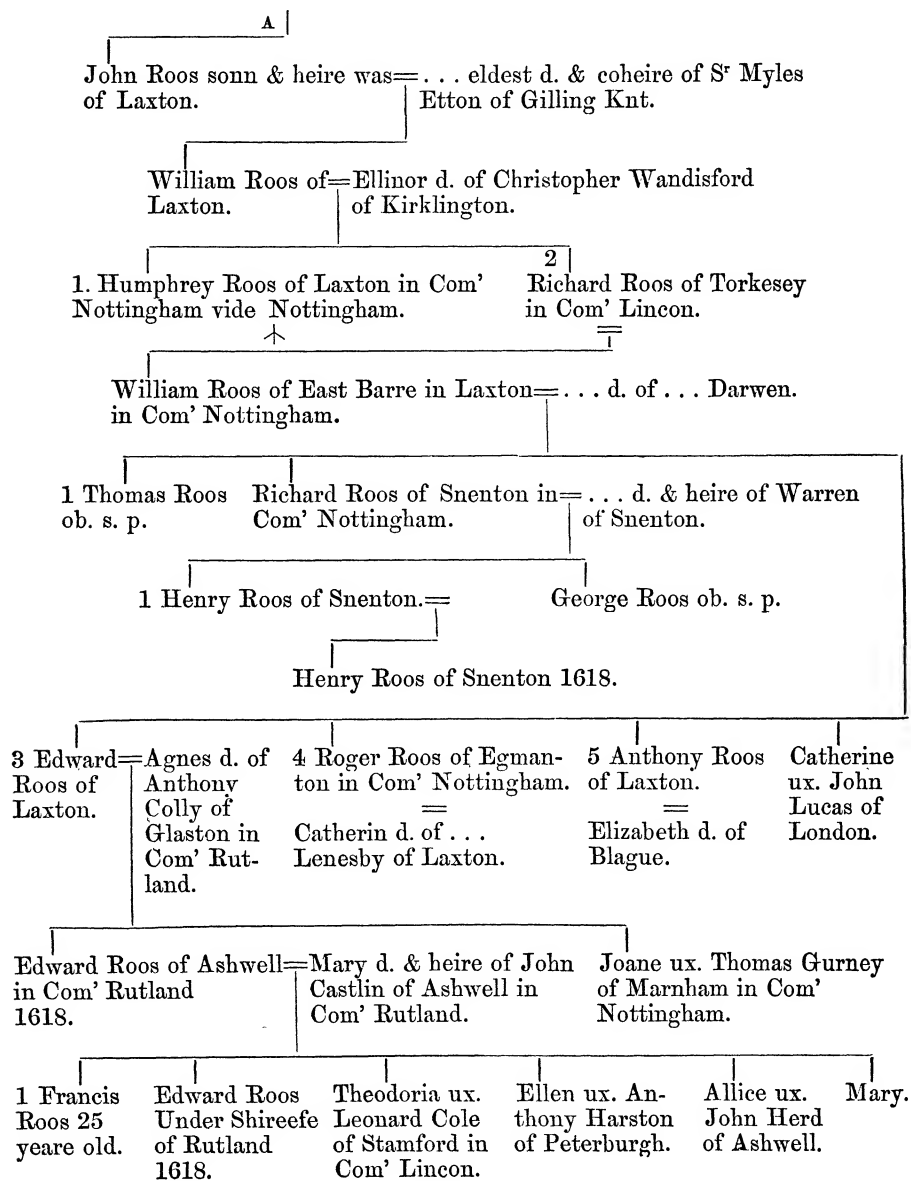 A
John Roos sonn & heire was= . . . eldest d. & coheire of Sʳ Myles
of Laxton. Etton of Gilling Knt.
William Roos of=Ellinor d. of Christopher Wandisford
Laxton. of Kirklington.
2
1. Humphrey Roos of Laxton in Com' Richard Roos of Torkesey
Nottingham vide Nottingham. in Com' Lincon.
=
William Roos of East Barre in Laxton= . . . d. of . . . Darwen.
in Com' Nottingham.
1 Thomas Roos Richard Roos of Snenton in= . . . d. & heire of Warren
ob. s. p. Com' Nottingham. of Snenton.
1 Henry Roos of Snenton.= George Roos ob. s. p.
Henry Roos of Snenton 1618.
3 Edward=
Roos of
Laxton.
Agnes d. of
Anthony
Colly of
Glaston in
Com' Rut-
land.
4 Roger Roos of Egman-
ton in Com' Nottingham.
=
Catherin d. of . . .
Lenesby of Laxton.
5 Anthony Roos
of Laxton.
=
Elizabeth d. of
Blague.
Catherine
ux. John
Lucas of
London.
Edward Roos of Ashwell=
in Com' Rutland
1618.
Mary d. & heire of John
Castlin of Ashwell in
Com' Rutland.
Joane ux. Thomas Gurney
of Marnham in Com'
Nottingham.
1 Francis
Roos 25
yeare old.
Edward Roos
Under Shireefe
of Rutland
1618.
Theodoria ux.
Leonard Cole
of Stamford in
Com' Lincon.
Ellen ux. An-
thony Harston
of Peterburgh.
Allice ux.
John Herd
of Ashwell.
Mary.